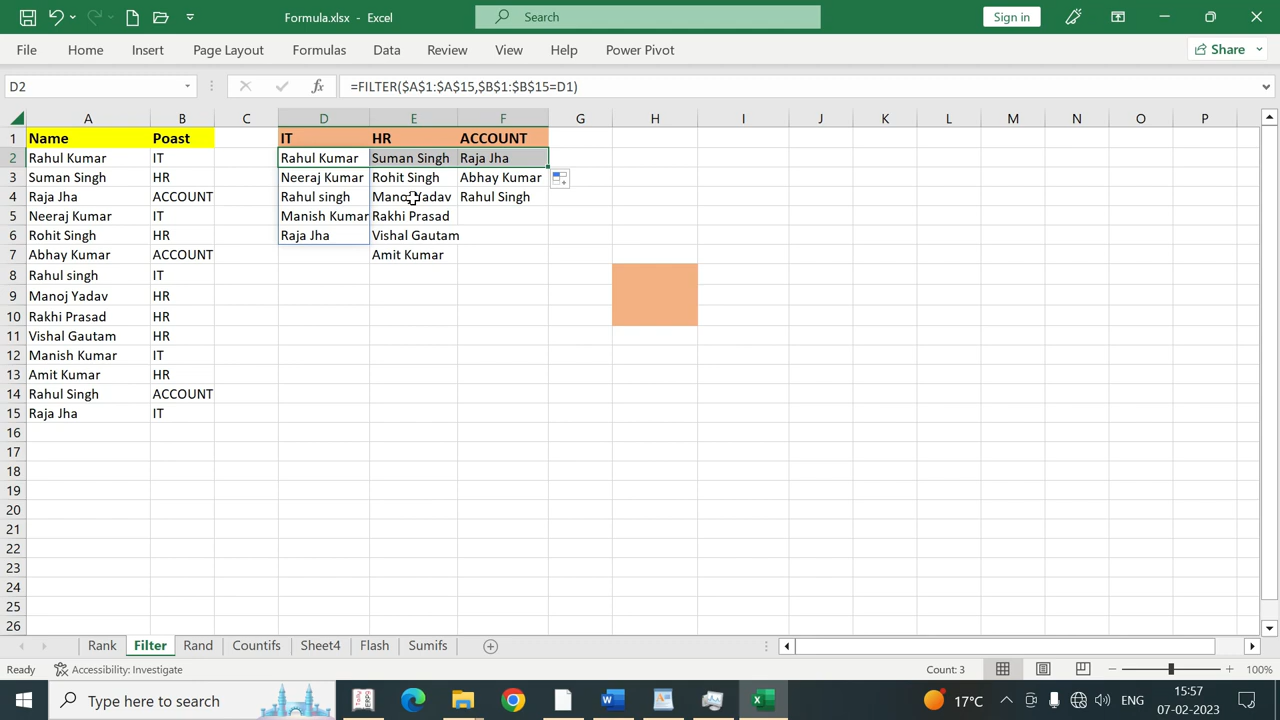 Formula.xlsx - Excel
Search
Sign in
File Home Insert Page Layout Formulas Data Review View Help Power Pivot Share
D2 fx =FILTER($A$1:$A$15,$B$1:$B$15=D1)
A B C D E F G H I J K L M N O P
1 Name Poast IT HR ACCOUNT
2 Rahul Kumar IT Rahul Kumar Suman Singh Raja Jha
3 Suman Singh HR Neeraj Kumar Rohit Singh Abhay Kumar
4 Raja Jha ACCOUNT Rahul singh Manoj Yadav Rahul Singh
5 Neeraj Kumar IT Manish Kumar Rakhi Prasad
6 Rohit Singh HR Raja Jha Vishal Gautam
7 Abhay Kumar ACCOUNT Amit Kumar
8 Rahul singh IT
9 Manoj Yadav HR
10 Rakhi Prasad HR
11 Vishal Gautam HR
12 Manish Kumar IT
13 Amit Kumar HR
14 Rahul Singh ACCOUNT
15 Raja Jha IT
16
17
18
19
20
21
22
23
24
25
26
Rank Filter Rand Countifs Sheet4 Flash Sumifs
Ready Accessibility: Investigate Count: 3 100%
Type here to search 17°C ENG 15:57
07-02-2023